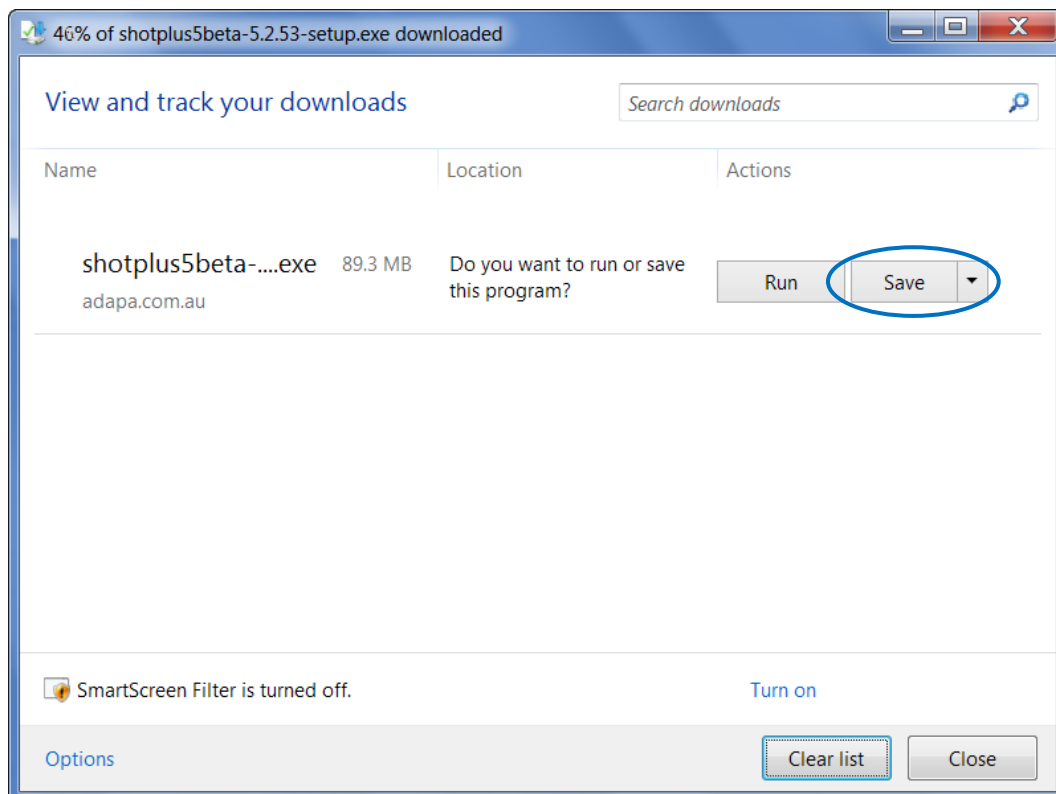 46% of shotplus5beta-5.2.53-setup.exe downloaded
View and track your downloads
Search downloads
Name Location Actions
shotplus5beta-....exe 89.3 MB Do you want to run or save
this program?
Run Save
adapa.com.au
SmartScreen Filter is turned off. Turn on
Options Clear list Close